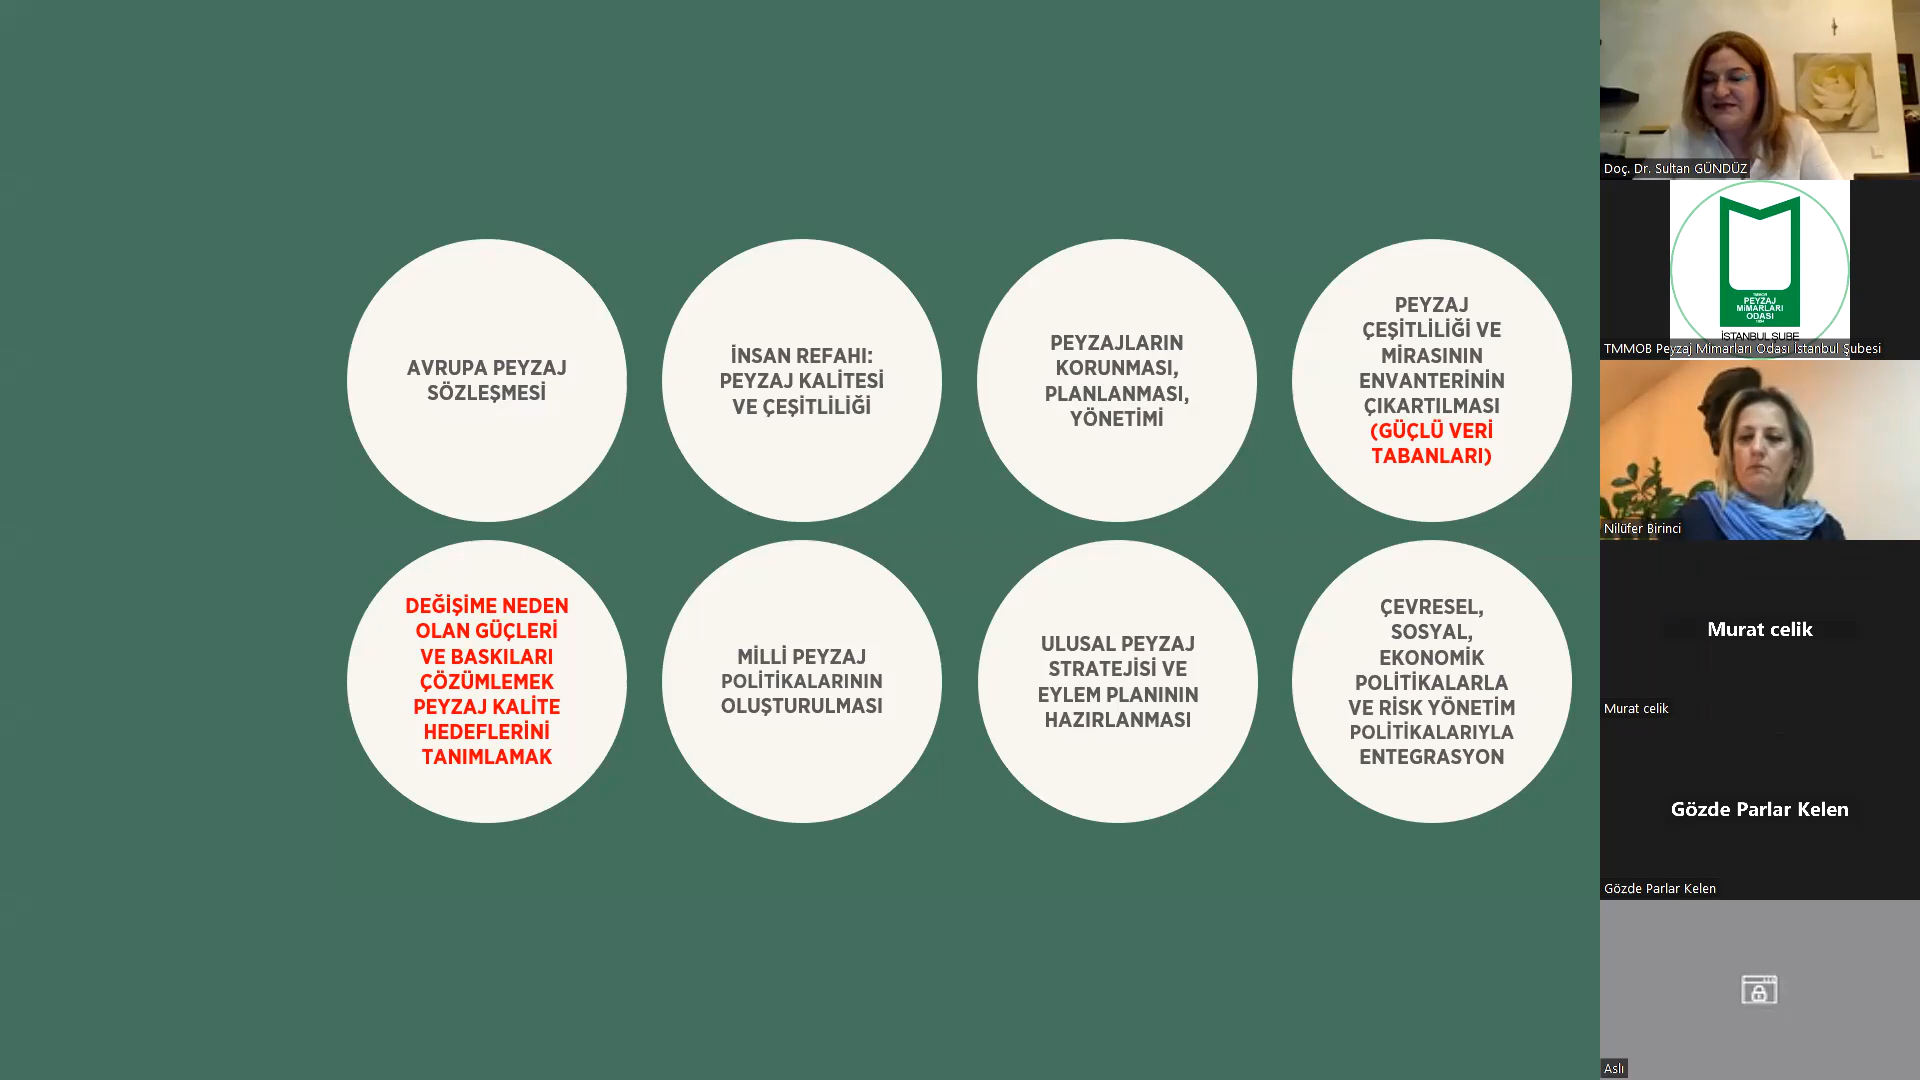 AVRUPA PEYZAJ
SÖZLEŞMESİ
İNSAN REFAHI:
PEYZAJ KALİTESİ
VE ÇEŞİTLİLİĞİ
PEYZAJLARIN
KORUNMASI,
PLANLANMASI,
YÖNETİMİ
PEYZAJ
ÇEŞİTLİLİĞİ VE
MİRASININ
ENVANTERİNİN
ÇIKARTILMASI
(GÜÇLÜ VERİ
TABANLARI)
DEĞİŞİME NEDEN
OLAN GÜÇLERİ
VE BASKILARI
ÇÖZÜMLEMEK
PEYZAJ KALİTE
HEDEFLERİNİ
TANIMLAMAK
MİLLİ PEYZAJ
POLİTİKALARININ
OLUŞTURULMASI
ULUSAL PEYZAJ
STRATEJİSİ VE
EYLEM PLANININ
HAZIRLANMASI
ÇEVRESEL,
SOSYAL,
EKONOMİK
POLİTİKALARLA
VE RİSK YÖNETİM
POLİTİKALARIYLA
ENTEGRASYON
Doç. Dr. Sultan GÜNDÜZ
TMMOB
PEYZAJ
MİMARLARI
ODASI
1994
İSTANBUL ŞUBE
TMMOB Peyzaj Mimarları Odası İstanbul Şubesi
Nilüfer Birinci
Murat celik
Murat celik
Gözde Parlar Kelen
Gözde Parlar Kelen
Aslı